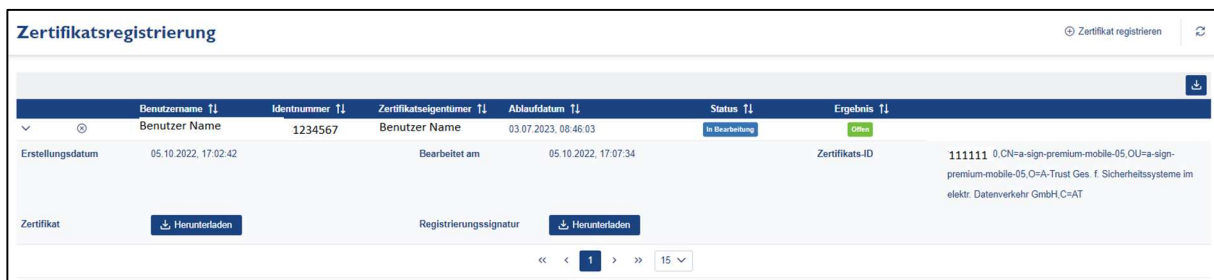 Zertifikatsregistrierung
Zertifikat registrieren
Benutzername Identnummer Zertifikatseigentümer Ablaufdatum Status Ergebnis
Benutzer Name 1234567 Benutzer Name 03.07.2023, 08:46:03 In Bearbeitung Offen
Erstellungsdatum 05.10.2022, 17:02:42 Bearbeitet am 05.10.2022, 17:07:34 Zertifikats-ID 111111 0,CN=a-sign-premium-mobile-05,OU=a-sign-
premium-mobile-05,O=A-Trust Ges. f. Sicherheitssysteme im
elektr. Datenverkehr GmbH,C=AT
Zertifikat Herunterladen Registrierungssignatur Herunterladen
« ‹ 1 › » 15